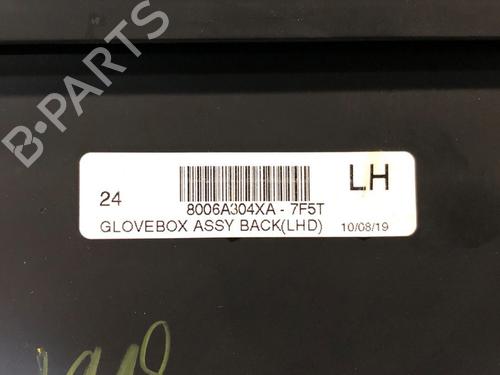 B-PARTS
24
LH
8006A304XA - 7F5T
GLOVEBOX ASSY BACK(LHD) 10/08/19